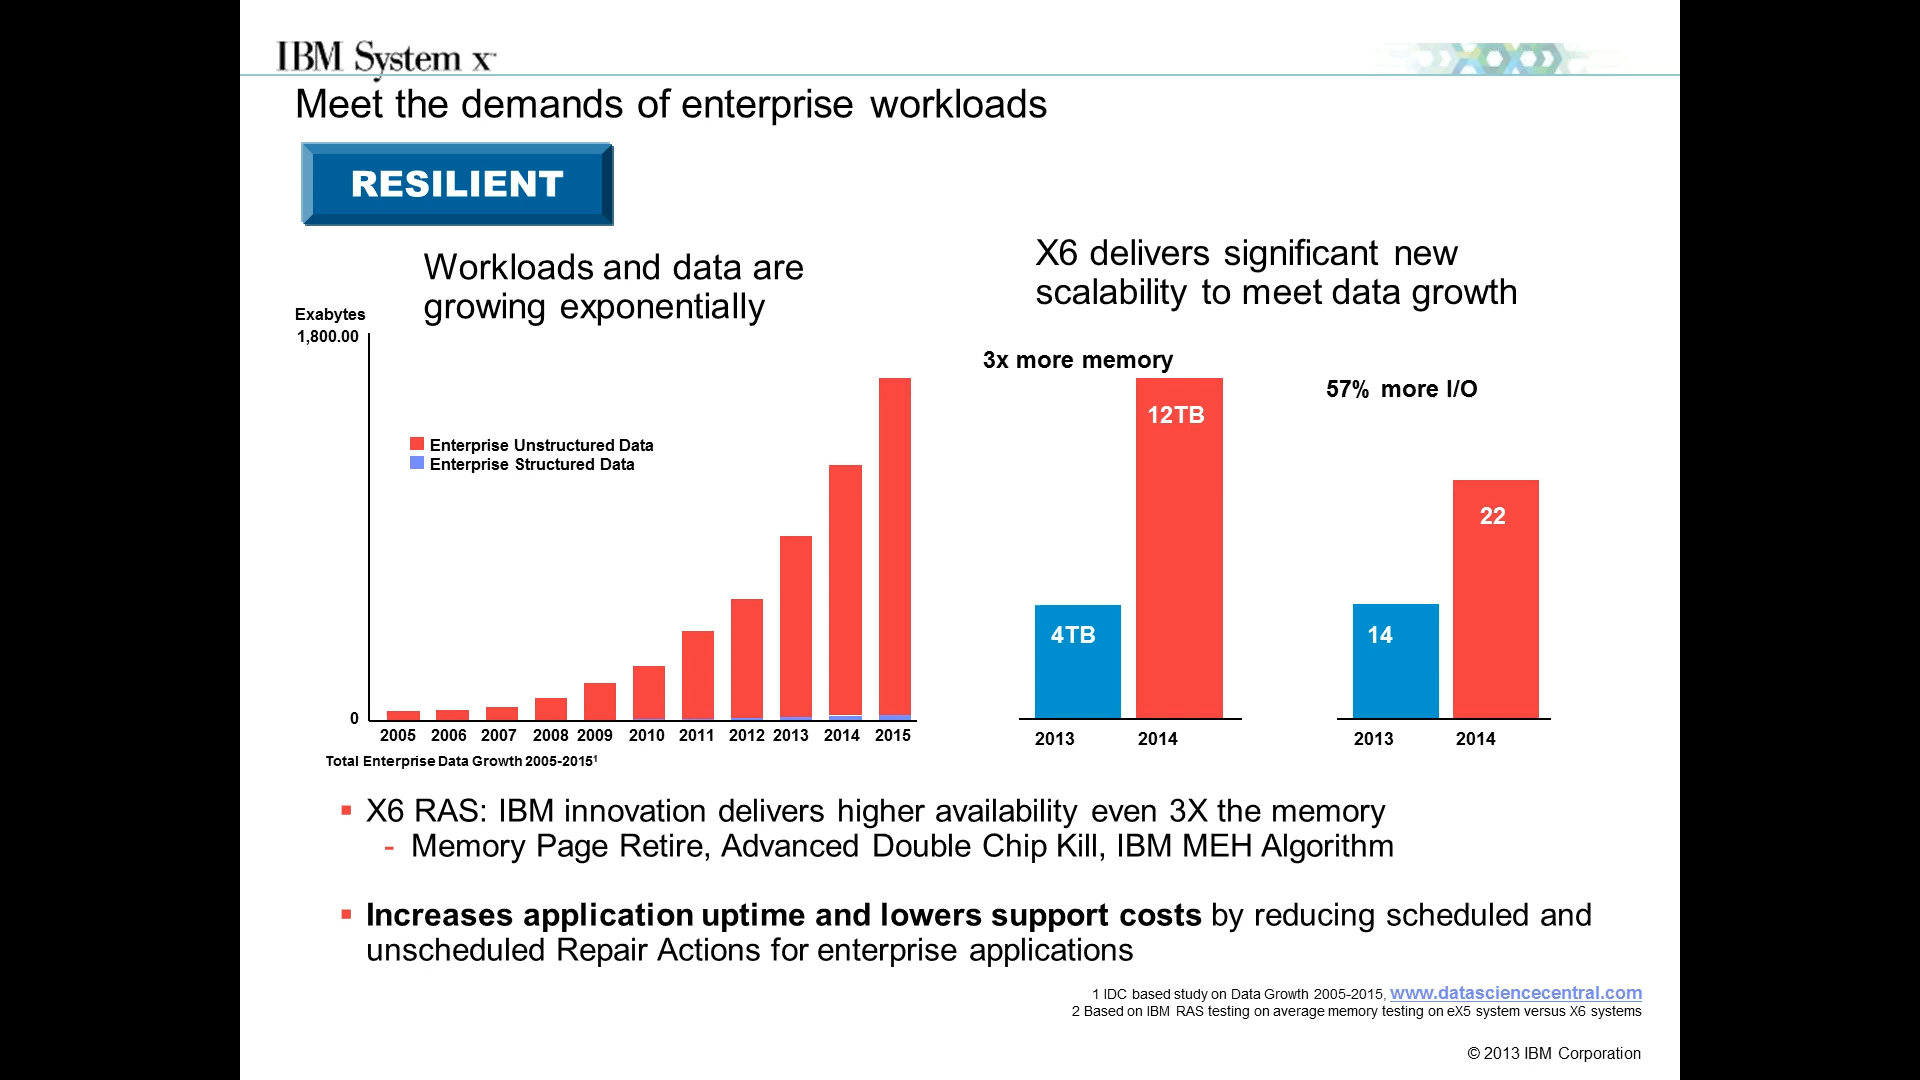 IBM System x™
Meet the demands of enterprise workloads
RESILIENT
Workloads and data are
growing exponentially
Exabytes
1,800.00
Enterprise Unstructured Data
Enterprise Structured Data
0
2005 2006 2007 2008 2009 2010 2011 2012 2013 2014 2015
Total Enterprise Data Growth 2005-2015¹
X6 delivers significant new
scalability to meet data growth
3x more memory
12TB
4TB
2013 2014
57% more I/O
22
14
2013 2014
▪ X6 RAS: IBM innovation delivers higher availability even 3X the memory
- Memory Page Retire, Advanced Double Chip Kill, IBM MEH Algorithm
▪ Increases application uptime and lowers support costs by reducing scheduled and
unscheduled Repair Actions for enterprise applications
1 IDC based study on Data Growth 2005-2015, www.datasciencecentral.com
2 Based on IBM RAS testing on average memory testing on eX5 system versus X6 systems
© 2013 IBM Corporation